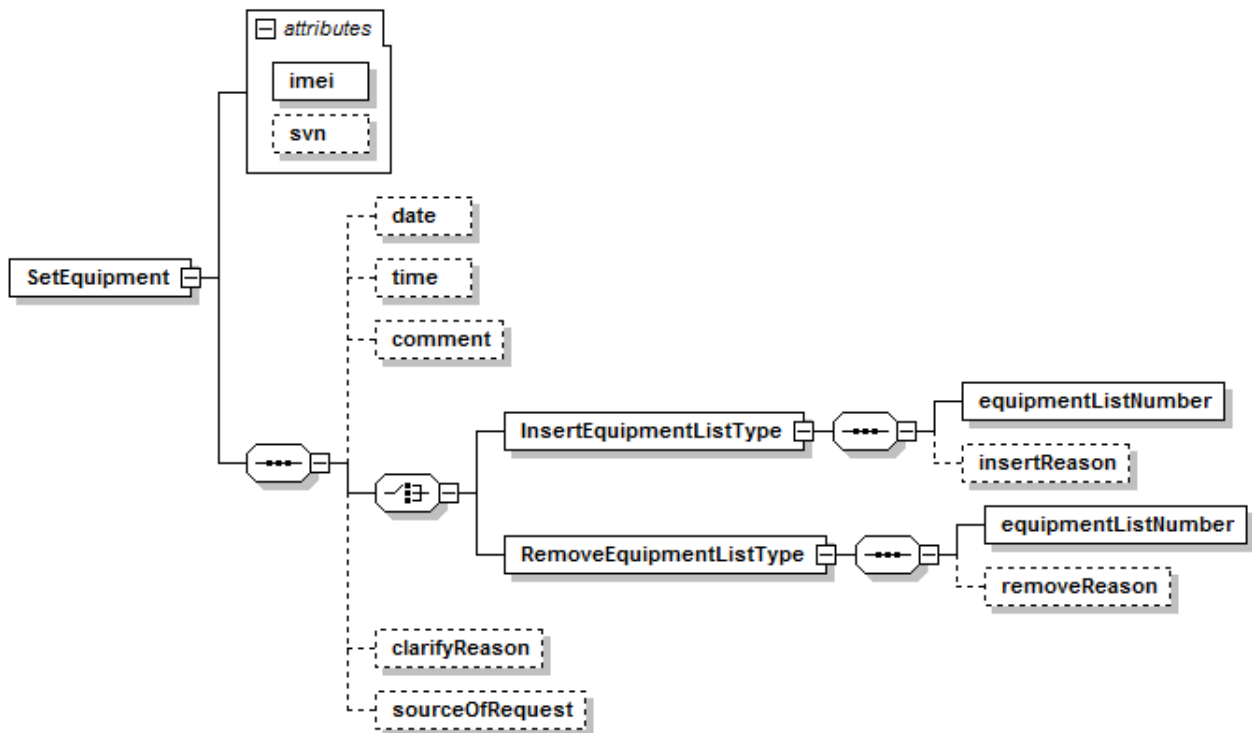 attributes
imei
svn
date
SetEquipment
time
comment
equipmentListNumber
InsertEquipmentListType
insertReason
equipmentListNumber
RemoveEquipmentListType
removeReason
clarifyReason
sourceOfRequest